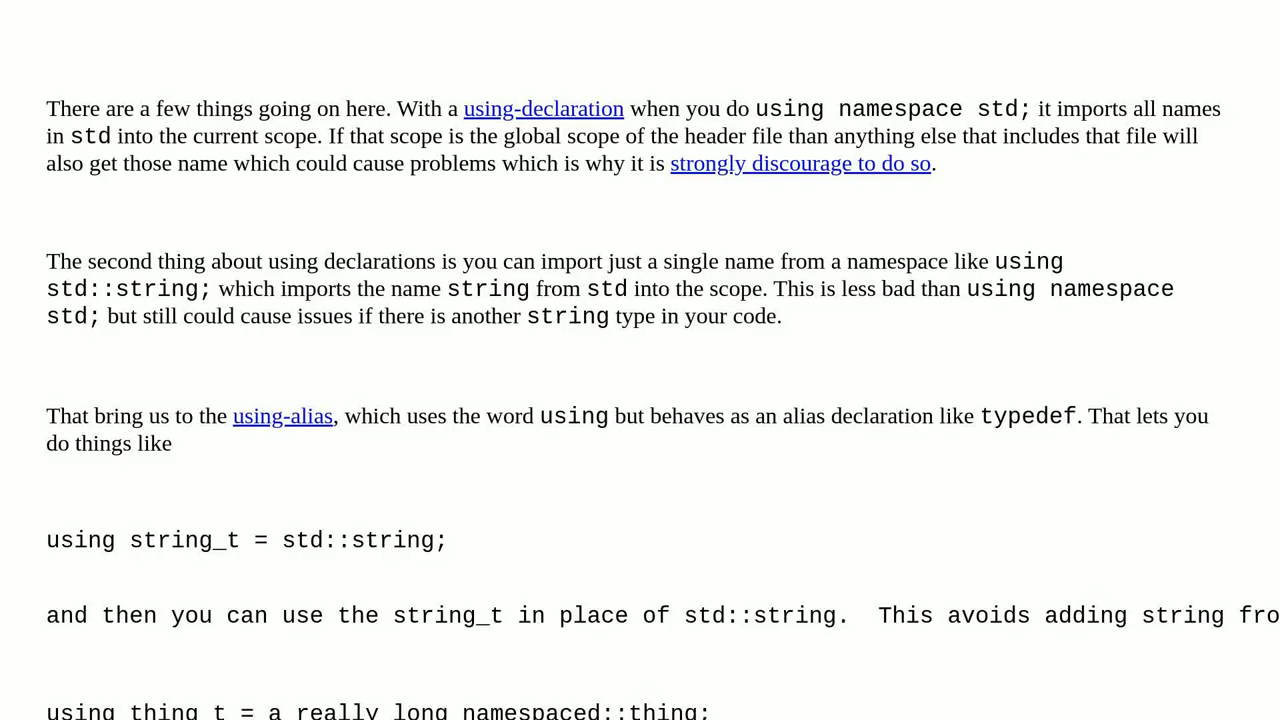 There are a few things going on here. With a using-declaration when you do using namespace std; it imports all names
in std into the current scope. If that scope is the global scope of the header file than anything else that includes that file will
also get those name which could cause problems which is why it is strongly discourage to do so.
The second thing about using declarations is you can import just a single name from a namespace like using
std::string; which imports the name string from std into the scope. This is less bad than using namespace
std; but still could cause issues if there is another string type in your code.
That bring us to the using-alias, which uses the word using but behaves as an alias declaration like typedef. That lets you
do things like
using string_t = std::string;
and then you can use the string_t in place of std::string.  This avoids adding string fro
using thing_t = a_really_long_namespaced::thing;